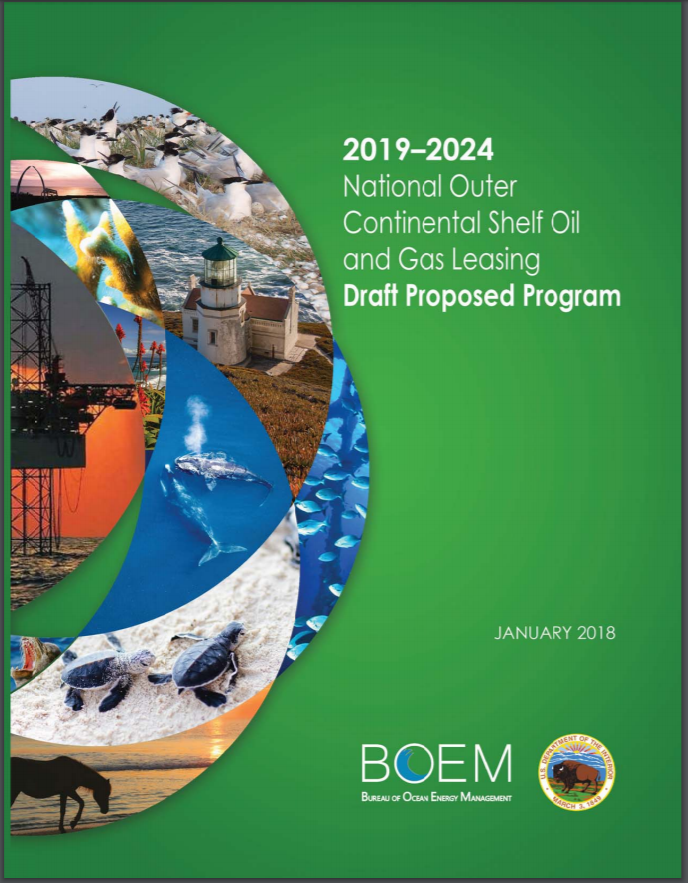 2019–2024
National Outer
Continental Shelf Oil
and Gas Leasing
Draft Proposed Program
JANUARY 2018
BOEM
BUREAU OF OCEAN ENERGY MANAGEMENT
U.S. DEPARTMENT OF THE INTERIOR
MARCH 3, 1849